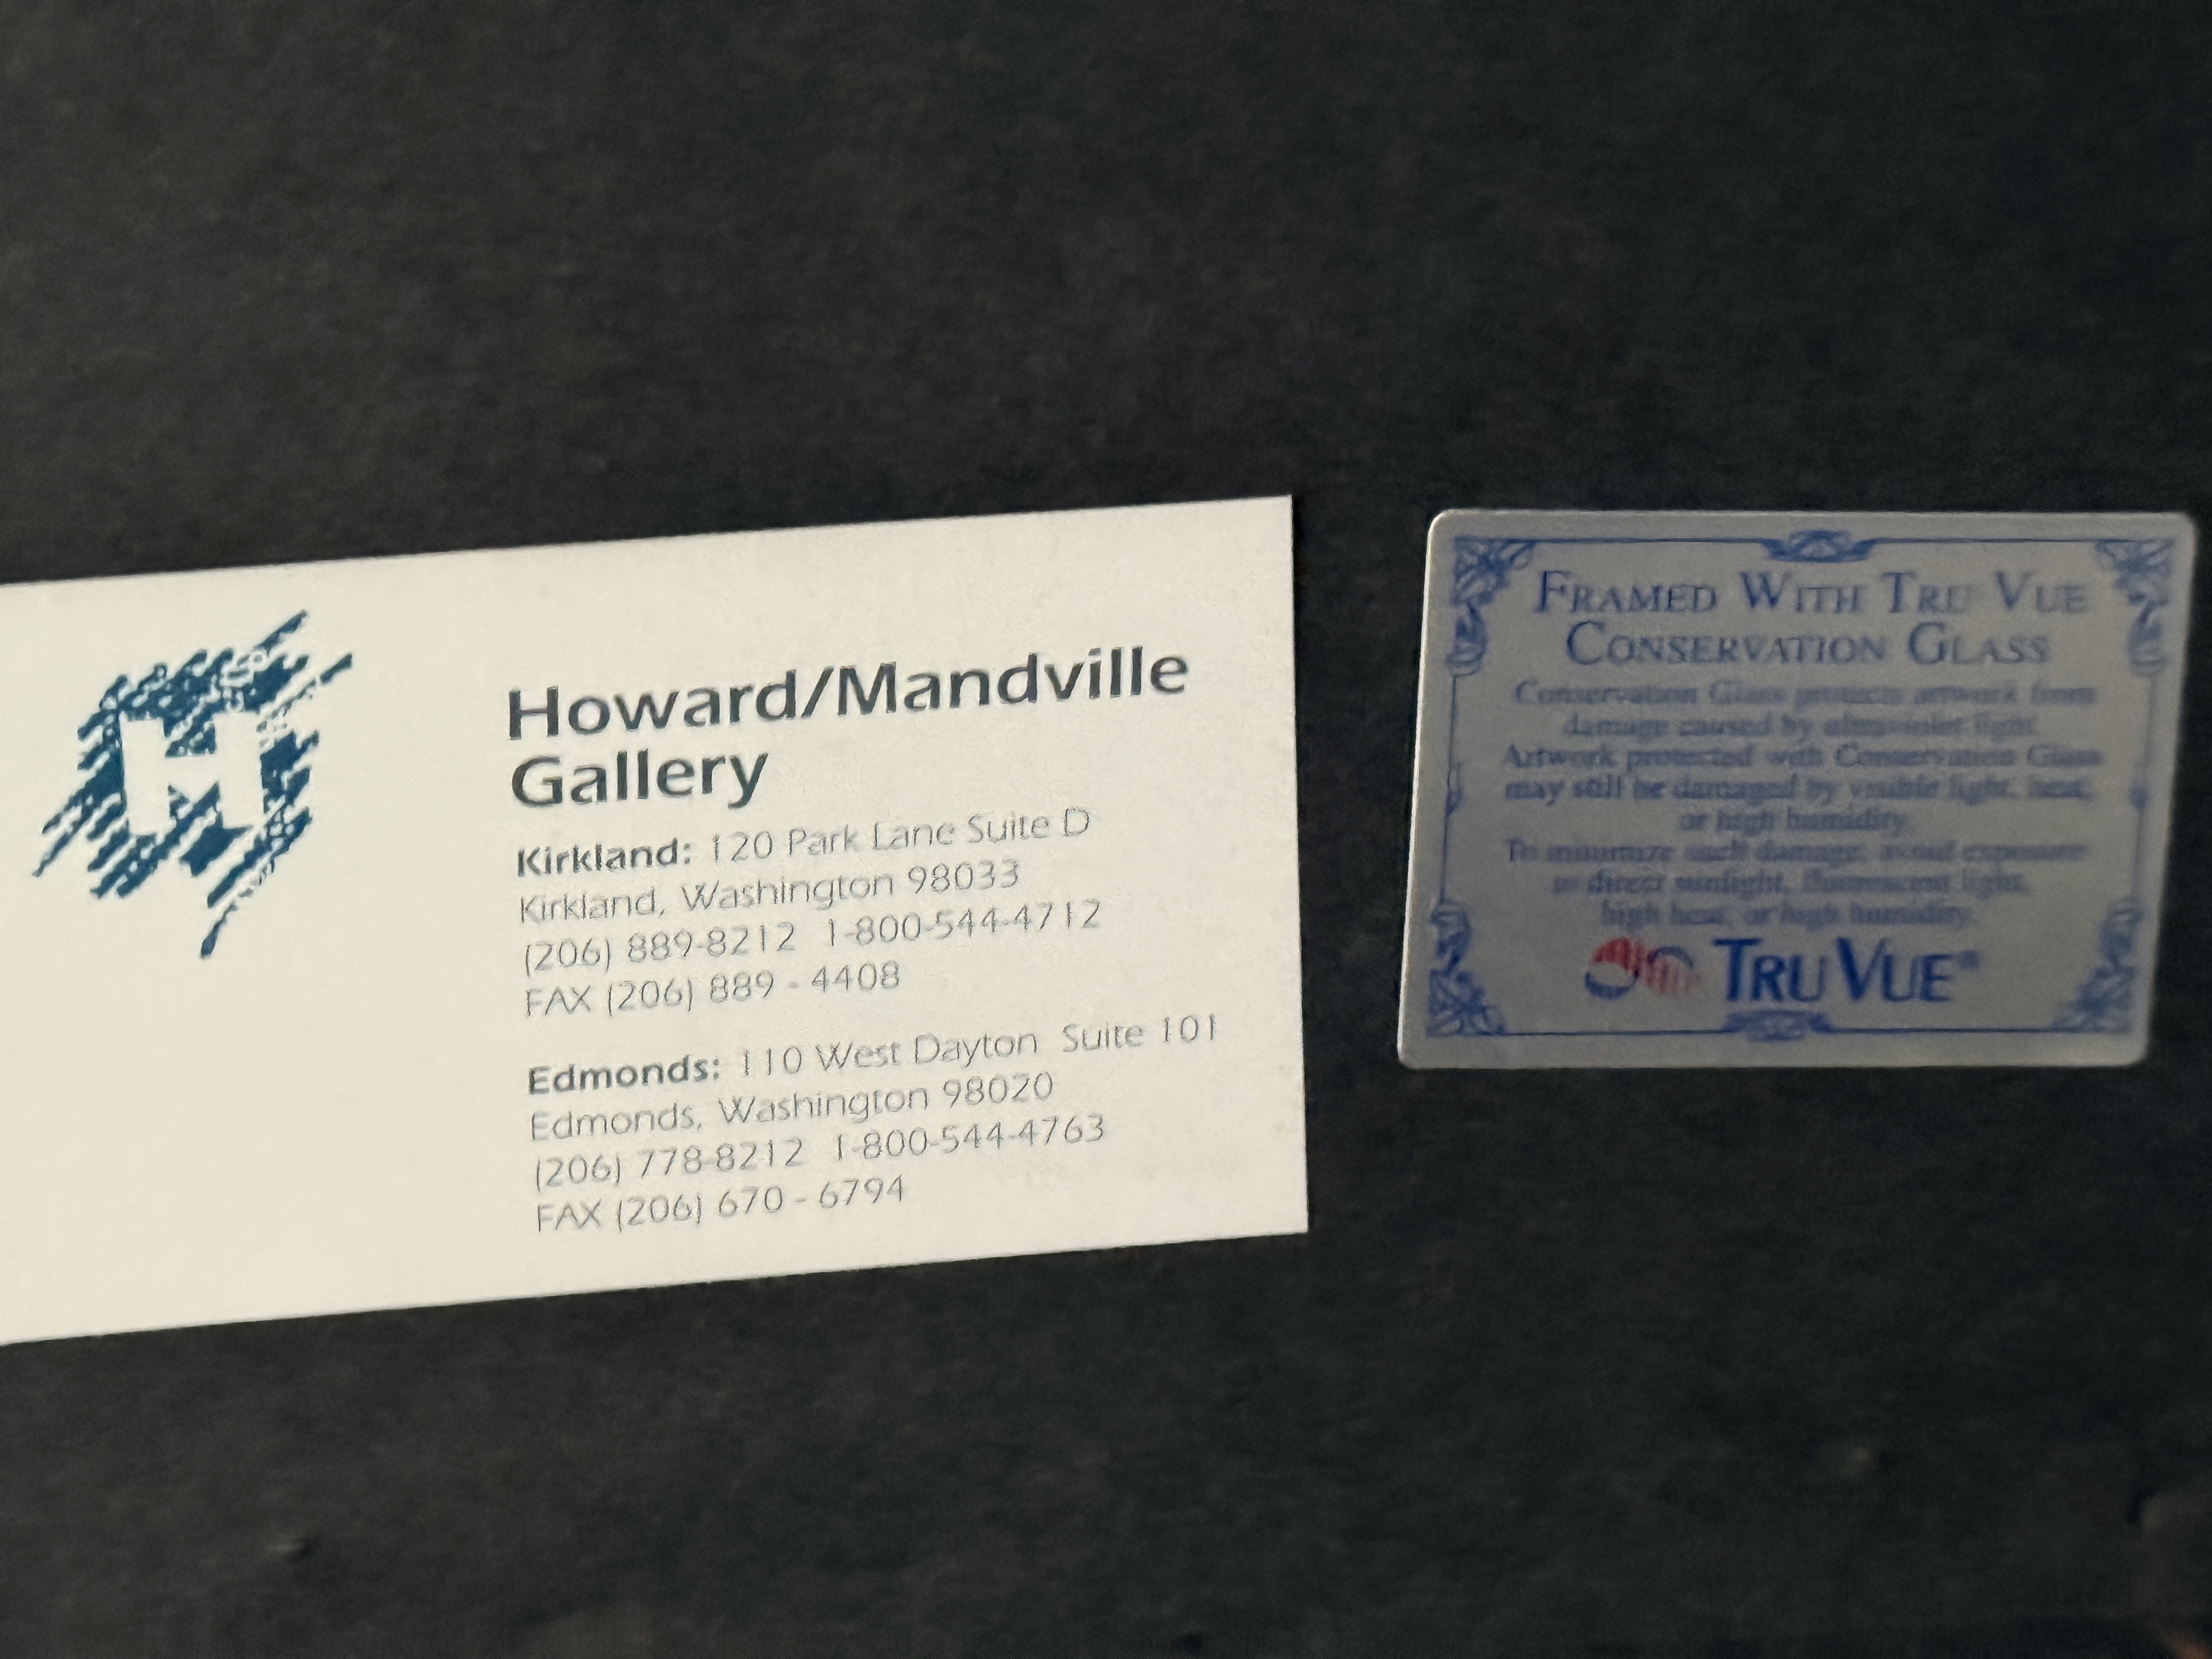 H
Howard/Mandville
Gallery
Kirkland: 120 Park Lane Suite D
Kirkland, Washington 98033
(206) 889-8212 1-800-544-4712
FAX (206) 889 - 4408
Edmonds: 110 West Dayton Suite 101
Edmonds, Washington 98020
(206) 778-8212 1-800-544-4763
FAX (206) 670 - 6794
FRAMED WITH TRU VUE
CONSERVATION GLASS
Conservation Glass protects artwork from
damage caused by ultraviolet light.
Artwork protected with Conservation Glass
may still be damaged by visible light, heat,
or high humidity.
To minimize such damage, avoid exposure
to direct sunlight, fluorescent light,
high heat, or high humidity.
TRU VUE®